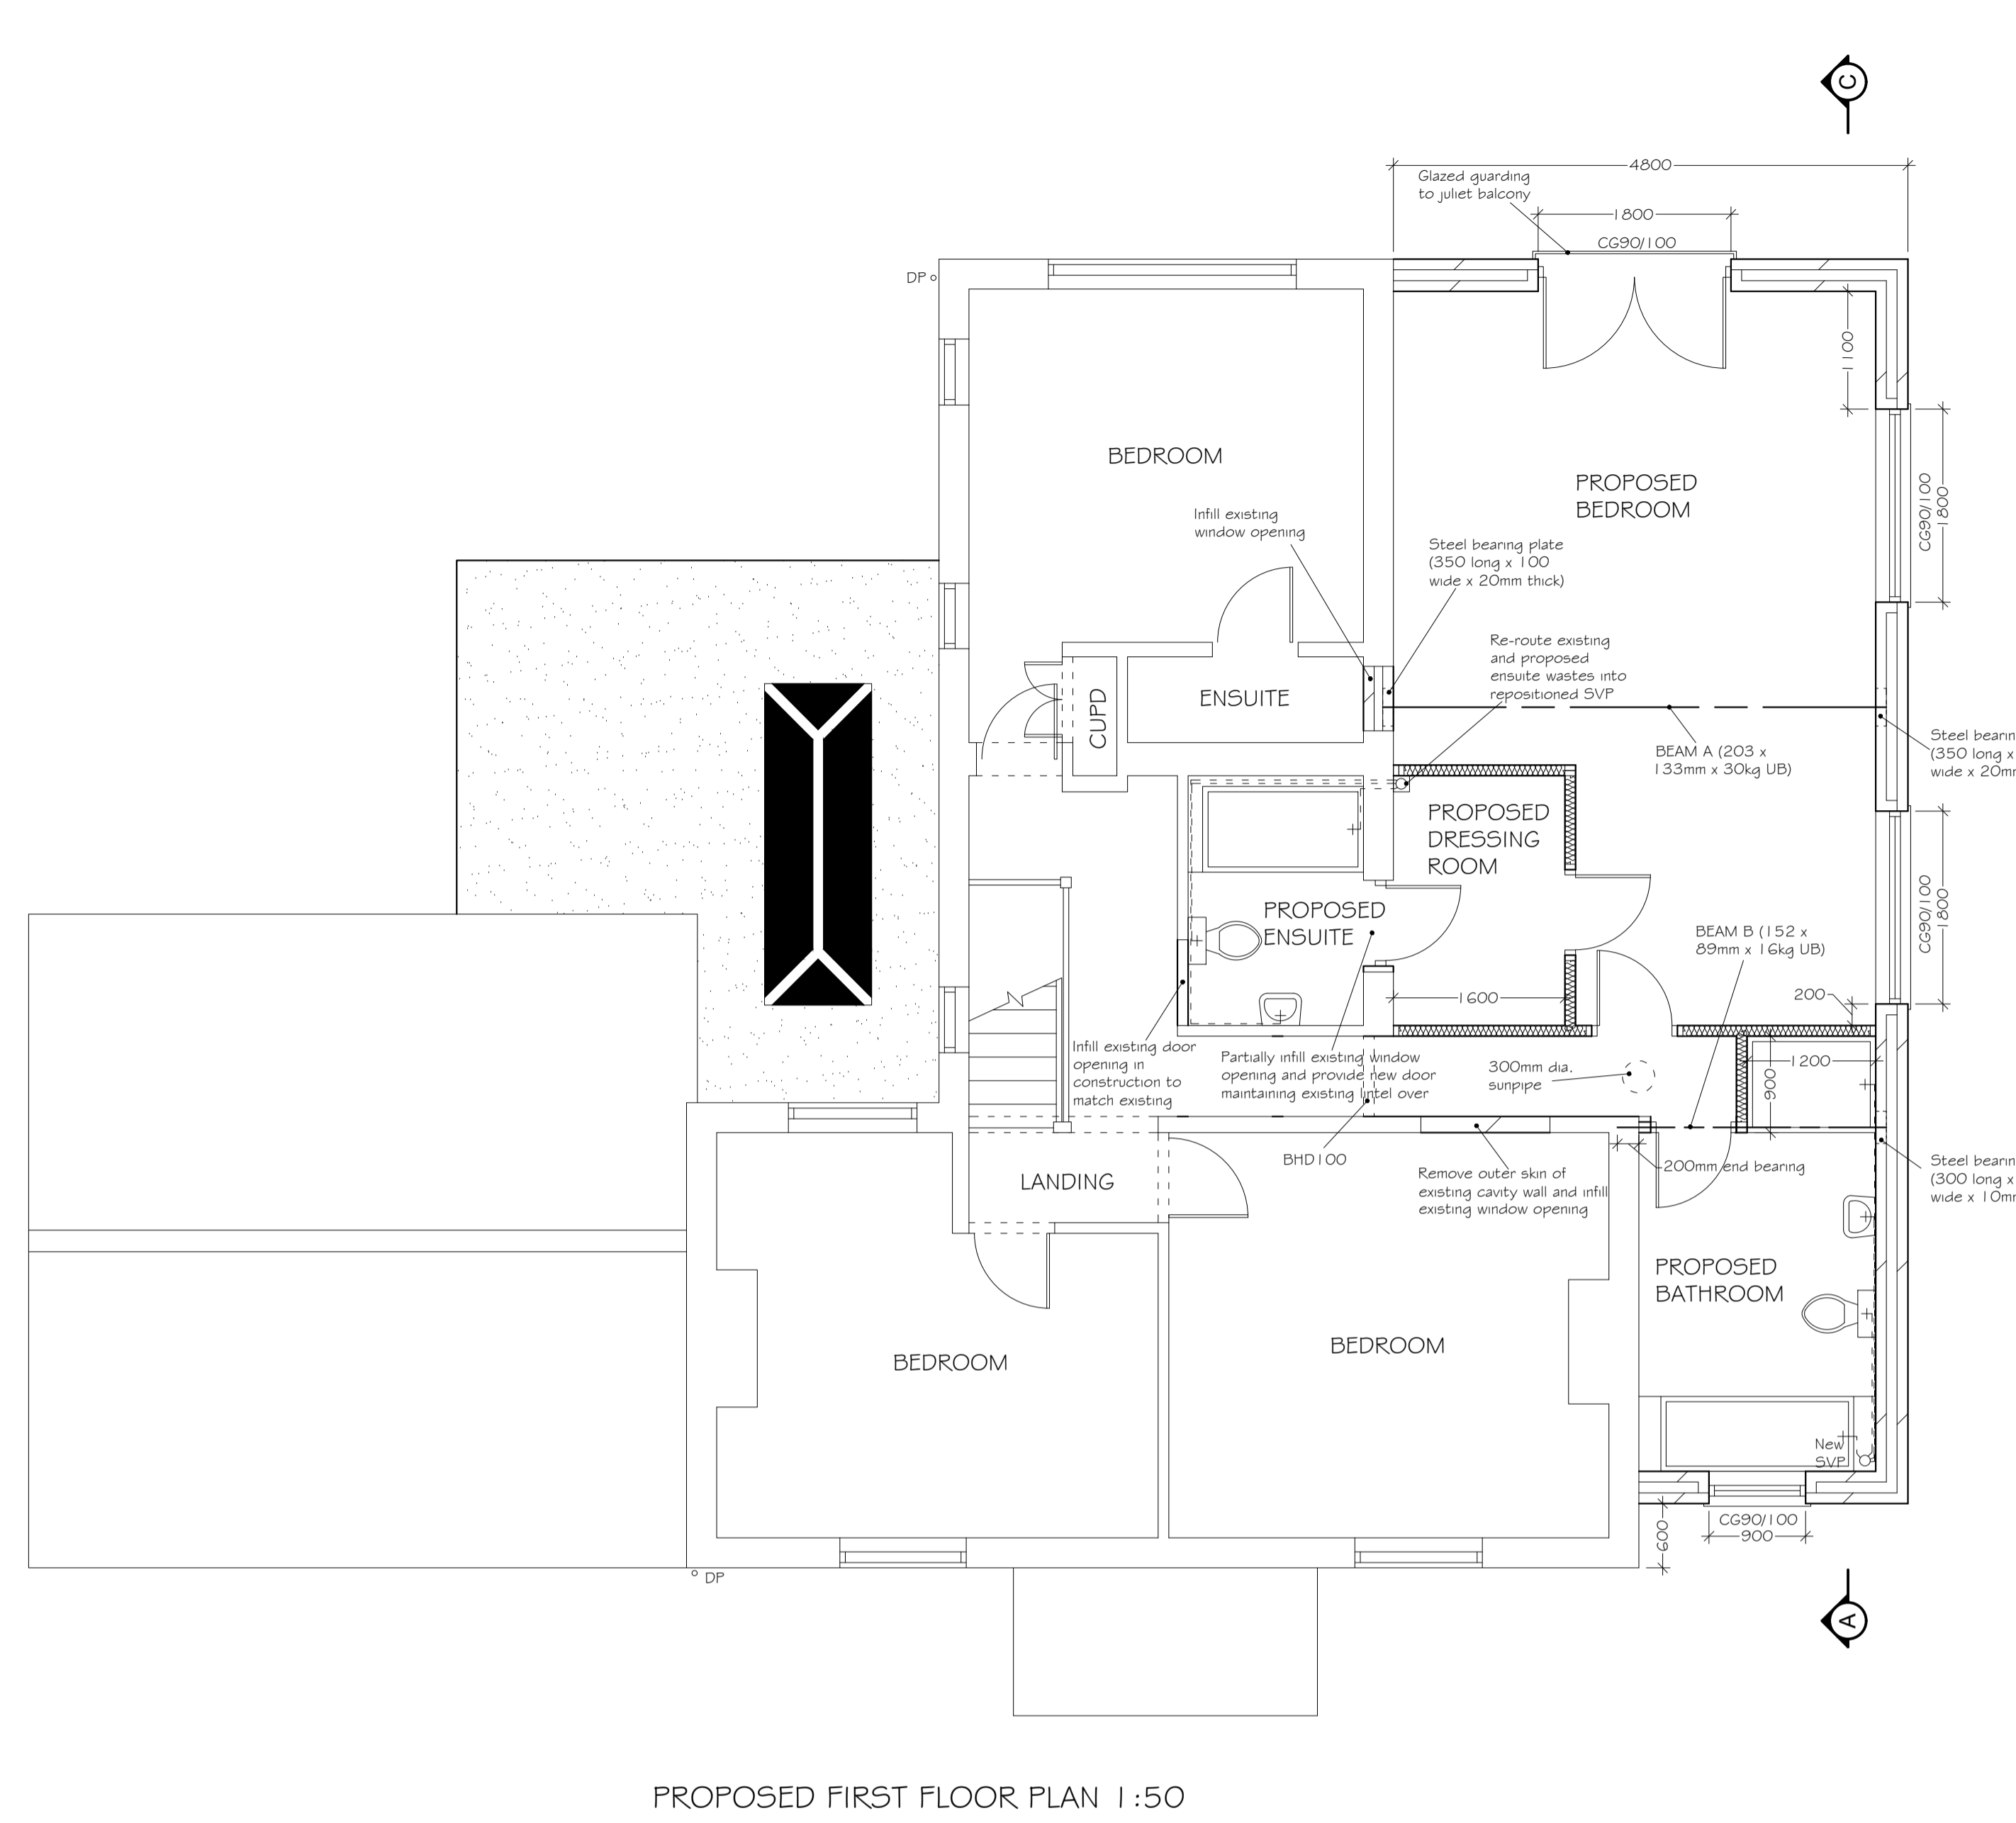 C
4800
Glazed guarding
to juliet balcony
1800
CG90/100
DP
1100
BEDROOM
PROPOSED
BEDROOM
CG90/100
1800
Infill existing
window opening
Steel bearing plate
(350 long x 100
wide x 20mm thick)
Re-route existing
and proposed
ensuite wastes into
repositioned SVP
ENSUITE
CUPD
BEAM A (203 x
133mm x 30kg UB)
Steel bearin
(350 long x
wide x 20m
PROPOSED
DRESSING
ROOM
PROPOSED
ENSUITE
BEAM B (152 x
89mm x 16kg UB)
CG90/100
1800
1600
200
Infill existing door
opening in
construction to
match existing
Partially infill existing window
opening and provide new door
maintaining existing lintel over
300mm dia.
sunpipe
900
1200
BHD100
200mm end bearing
Remove outer skin of
existing cavity wall and infill
existing window opening
Steel bearin
(300 long x
wide x 10m
LANDING
PROPOSED
BATHROOM
BEDROOM
BEDROOM
New
SVP
CG90/100
900
600
DP
A
PROPOSED FIRST FLOOR PLAN 1:50